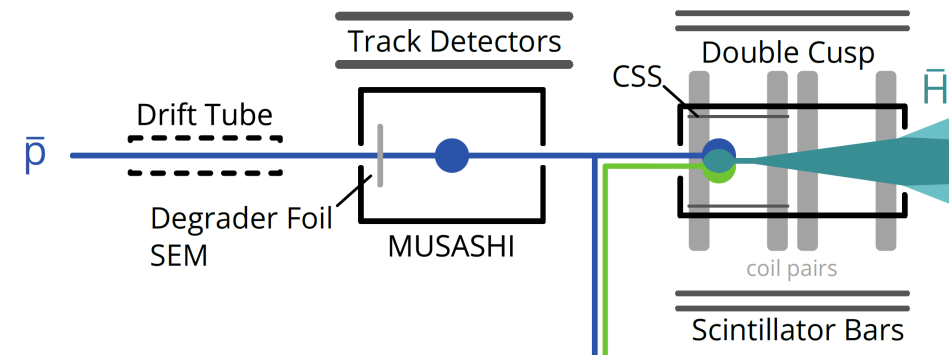 Track Detectors
Double Cusp
CSS
H̄
Drift Tube
p̄
Degrader Foil
SEM
MUSASHI
coil pairs
Scintillator Bars